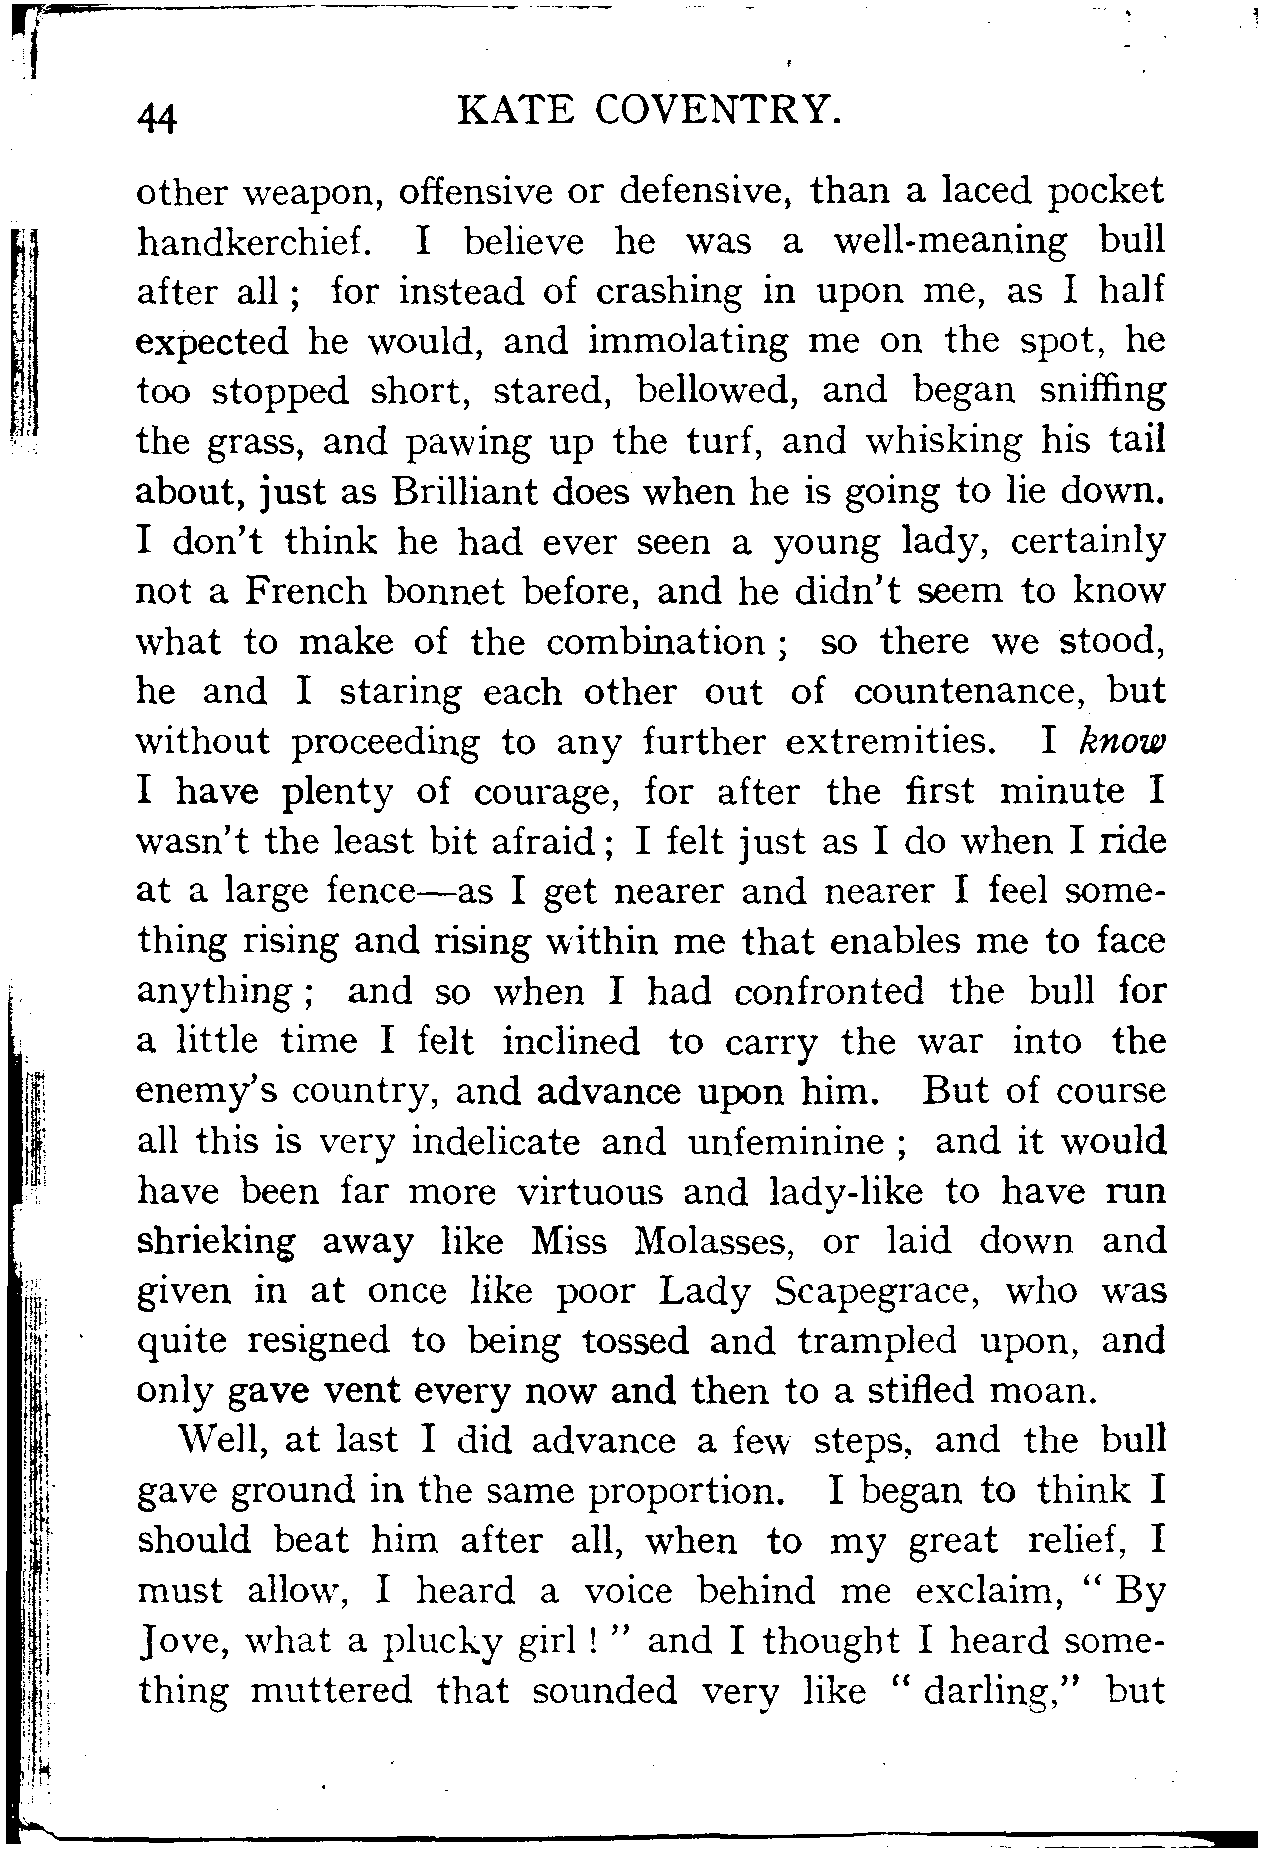 44 KATE COVENTRY.
other weapon, offensive or defensive, than a laced pocket
handkerchief. I believe he was a well-meaning bull
after all ; for instead of crashing in upon me, as I half
expected he would, and immolating me on the spot, he
too stopped short, stared, bellowed, and began sniffing
the grass, and pawing up the turf, and whisking his tail
about, just as Brilliant does when he is going to lie down.
I don't think he had ever seen a young lady, certainly
not a French bonnet before, and he didn't seem to know
what to make of the combination ; so there we stood,
he and I staring each other out of countenance, but
without proceeding to any further extremities. I know
I have plenty of courage, for after the first minute I
wasn't the least bit afraid ; I felt just as I do when I ride
at a large fence—as I get nearer and nearer I feel some-
thing rising and rising within me that enables me to face
anything ; and so when I had confronted the bull for
a little time I felt inclined to carry the war into the
enemy's country, and advance upon him. But of course
all this is very indelicate and unfeminine ; and it would
have been far more virtuous and lady-like to have run
shrieking away like Miss Molasses, or laid down and
given in at once like poor Lady Scapegrace, who was
quite resigned to being tossed and trampled upon, and
only gave vent every now and then to a stifled moan.
Well, at last I did advance a few steps, and the bull
gave ground in the same proportion. I began to think I
should beat him after all, when to my great relief, I
must allow, I heard a voice behind me exclaim, “ By
Jove, what a plucky girl ! ” and I thought I heard some-
thing muttered that sounded very like “ darling,” but